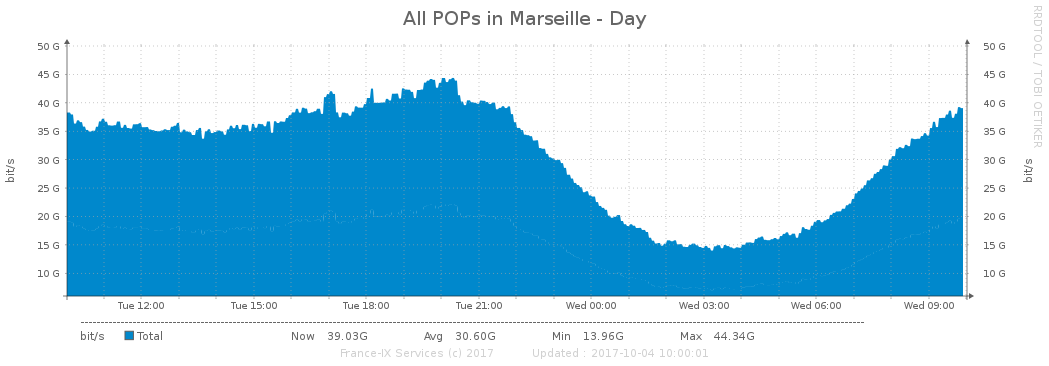 All POPs in Marseille - Day
RRDTOOL / TOBI OETIKER
50 G 50 G
45 G 45 G
40 G 40 G
35 G 35 G
30 G 30 G
25 G 25 G
20 G 20 G
15 G 15 G
10 G 10 G
bit/s bit/s
Tue 12:00 Tue 15:00 Tue 18:00 Tue 21:00 Wed 00:00 Wed 03:00 Wed 06:00 Wed 09:00
bit/s Total Now 39.03G Avg 30.60G Min 13.96G Max 44.34G
France-IX Services (c) 2017 Updated : 2017-10-04 10:00:01